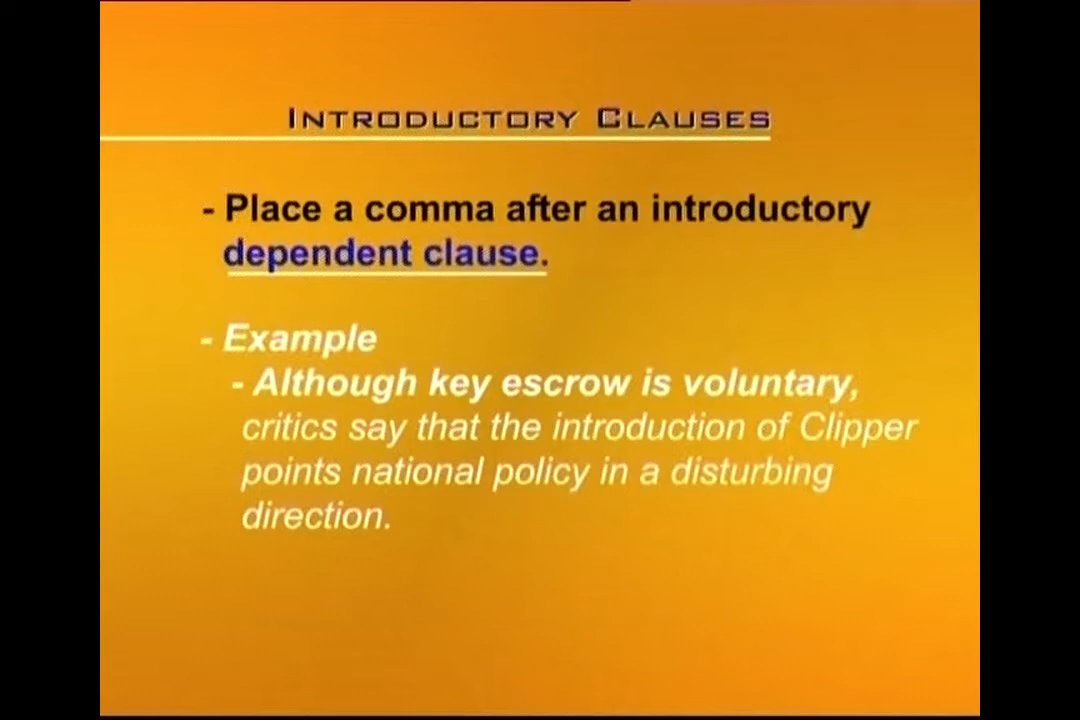 Introductory Clauses
- Place a comma after an introductory
dependent clause.
- Example
- Although key escrow is voluntary,
critics say that the introduction of Clipper
points national policy in a disturbing
direction.